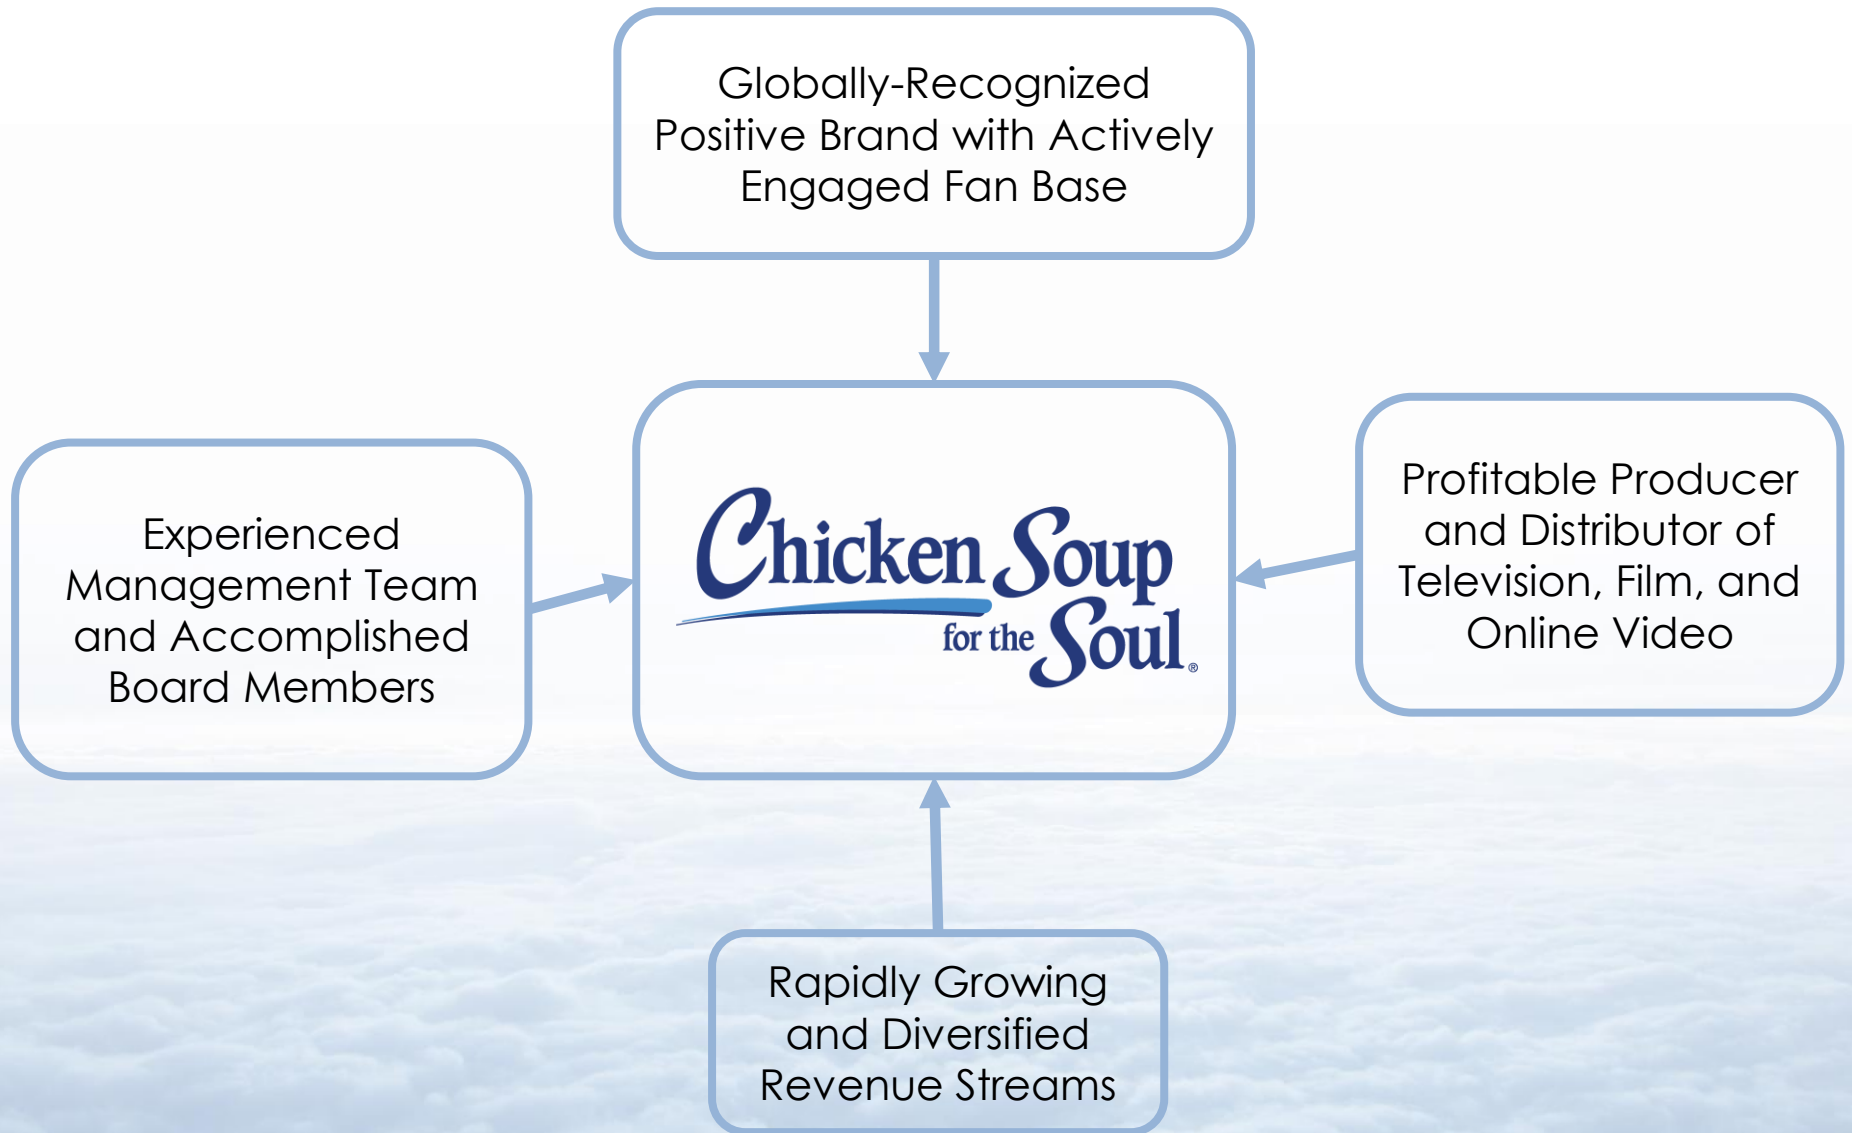 Globally-Recognized
Positive Brand with Actively
Engaged Fan Base
Experienced
Management Team
and Accomplished
Board Members
Chicken Soup
for the Soul®
Profitable Producer
and Distributor of
Television, Film, and
Online Video
Rapidly Growing
and Diversified
Revenue Streams